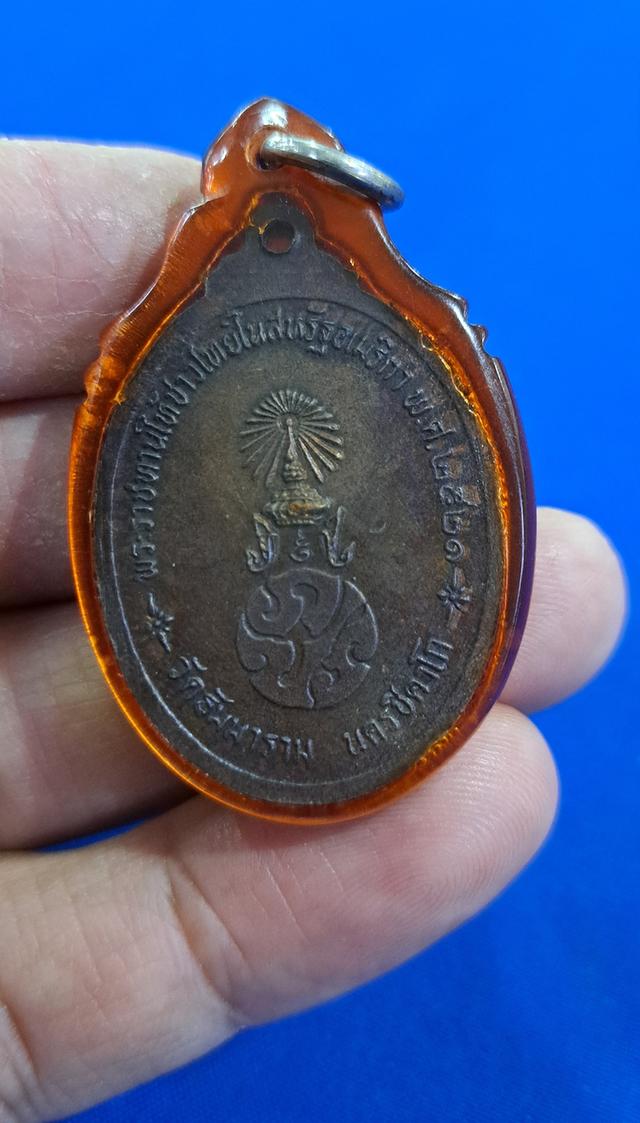 พระราชทานให้ชาวไทยในสหรัฐอเมริกา พ.ศ.๒๕๒๑
วัดธัมมาราม นครชิคาโก